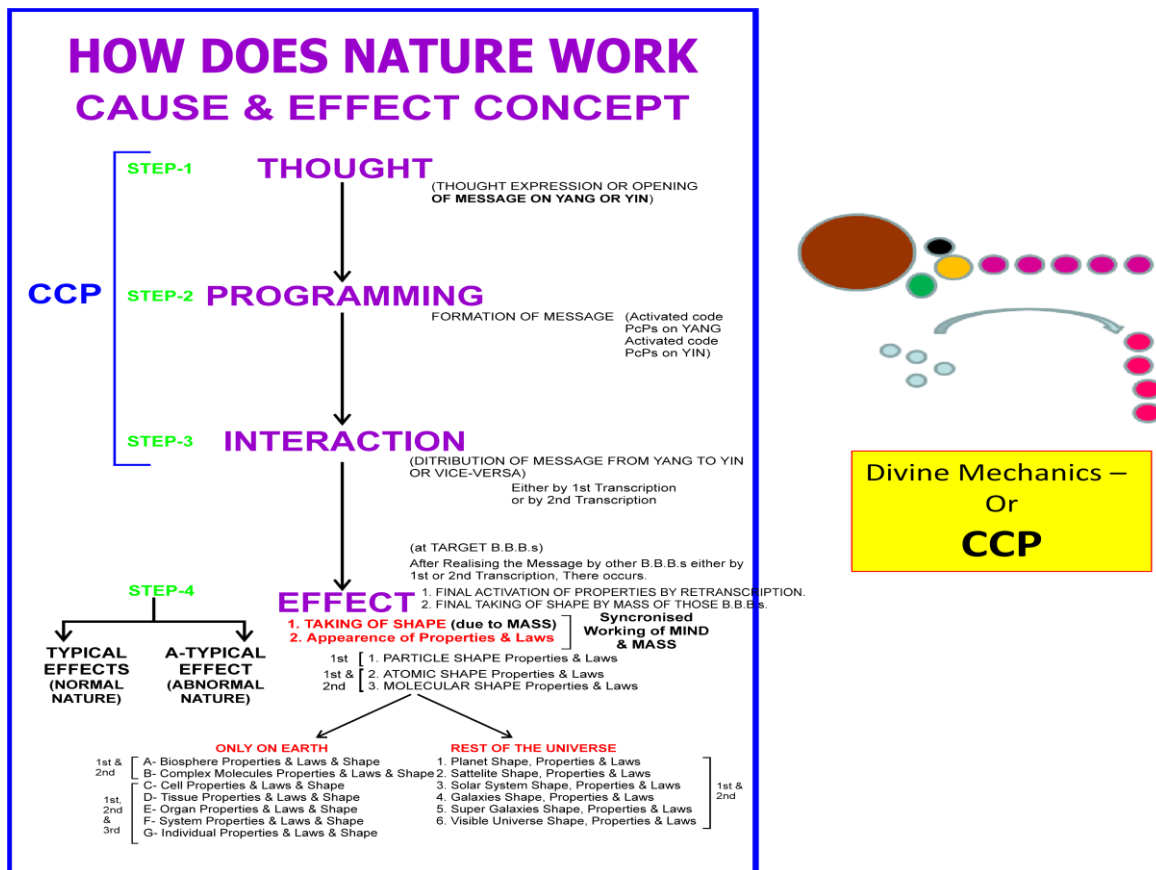 HOW DOES NATURE WORK
CAUSE & EFFECT CONCEPT
CCP
STEP-1
THOUGHT
(THOUGHT EXPRESSION OR OPENING
OF MESSAGE ON YANG OR YIN)
STEP-2
PROGRAMMING
FORMATION OF MESSAGE (Activated code
PcPs on YANG
Activated code
PcPs on YIN)
STEP-3
INTERACTION
(DITRIBUTION OF MESSAGE FROM YANG TO YIN
OR VICE-VERSA)
Either by 1st Transcription
or by 2nd Transcription
(at TARGET B.B.B.s)
After Realising the Message by other B.B.B.s either by
1st or 2nd Transcription, There occurs.
1. FINAL ACTIVATION OF PROPERTIES BY RETRANSCRIPTION.
2. FINAL TAKING OF SHAPE BY MASS OF THOSE B.B.B's.
STEP-4
EFFECT
1. TAKING OF SHAPE (due to MASS)
2. Appearence of Properties & Laws
Syncronised
Working of MIND
& MASS
TYPICAL
EFFECTS
(NORMAL
NATURE)
A-TYPICAL
EFFECT
(ABNORMAL
NATURE)
1st
1. PARTICLE SHAPE Properties & Laws
1st &
2nd
2. ATOMIC SHAPE Properties & Laws
3. MOLECULAR SHAPE Properties & Laws
ONLY ON EARTH
1st &
2nd
A- Biosphere Properties & Laws & Shape
B- Complex Molecules Properties & Laws & Shape
1st,
2nd
&
3rd
C- Cell Properties & Laws & Shape
D- Tissue Properties & Laws & Shape
E- Organ Properties & Laws & Shape
F- System Properties & Laws & Shape
G- Individual Properties & Laws & Shape
REST OF THE UNIVERSE
1. Planet Shape, Properties & Laws
2. Sattelite Shape, Properties & Laws
3. Solar System Shape, Properties & Laws
4. Galaxies Shape, Properties & Laws
5. Super Galaxies Shape, Properties & Laws
6. Visible Universe Shape, Properties & Laws
1st &
2nd
Divine Mechanics –
Or
CCP